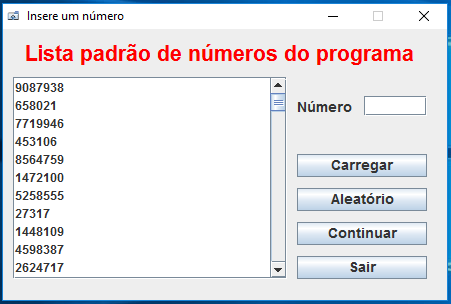 Insere um número
Lista padrão de números do programa
9087938
658021
7719946
453106
8564759
1472100
5258555
27317
1448109
4598387
2624717
Número
Carregar
Aleatório
Continuar
Sair